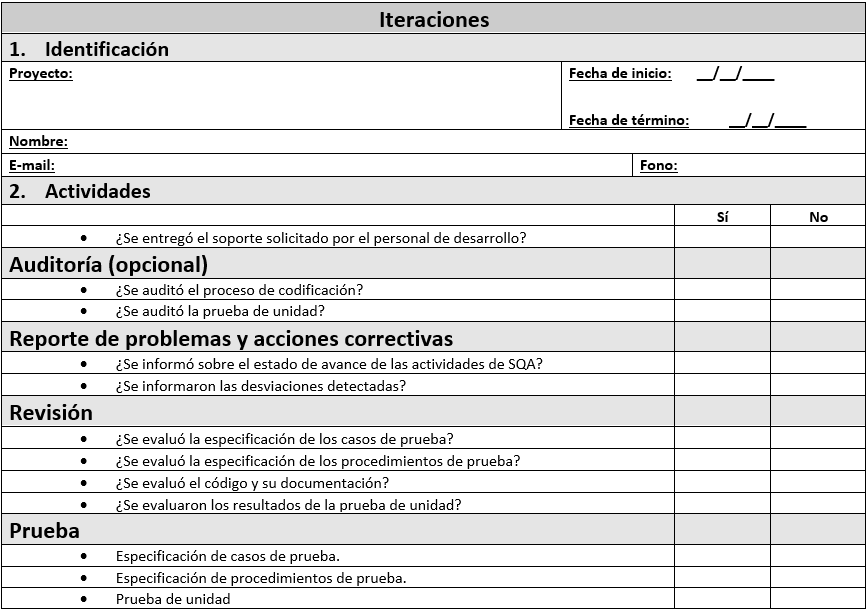 Iteraciones
1. Identificación
Proyecto:
Fecha de inicio: __/__/____
Fecha de término: __/__/____
Nombre:
E-mail:
Fono:
2. Actividades
Sí No
• ¿Se entregó el soporte solicitado por el personal de desarrollo?
Auditoría (opcional)
• ¿Se auditó el proceso de codificación?
• ¿Se auditó la prueba de unidad?
Reporte de problemas y acciones correctivas
• ¿Se informó sobre el estado de avance de las actividades de SQA?
• ¿Se informaron las desviaciones detectadas?
Revisión
• ¿Se evaluó la especificación de los casos de prueba?
• ¿Se evaluó la especificación de los procedimientos de prueba?
• ¿Se evaluó el código y su documentación?
• ¿Se evaluaron los resultados de la prueba de unidad?
Prueba
• Especificación de casos de prueba.
• Especificación de procedimientos de prueba.
• Prueba de unidad